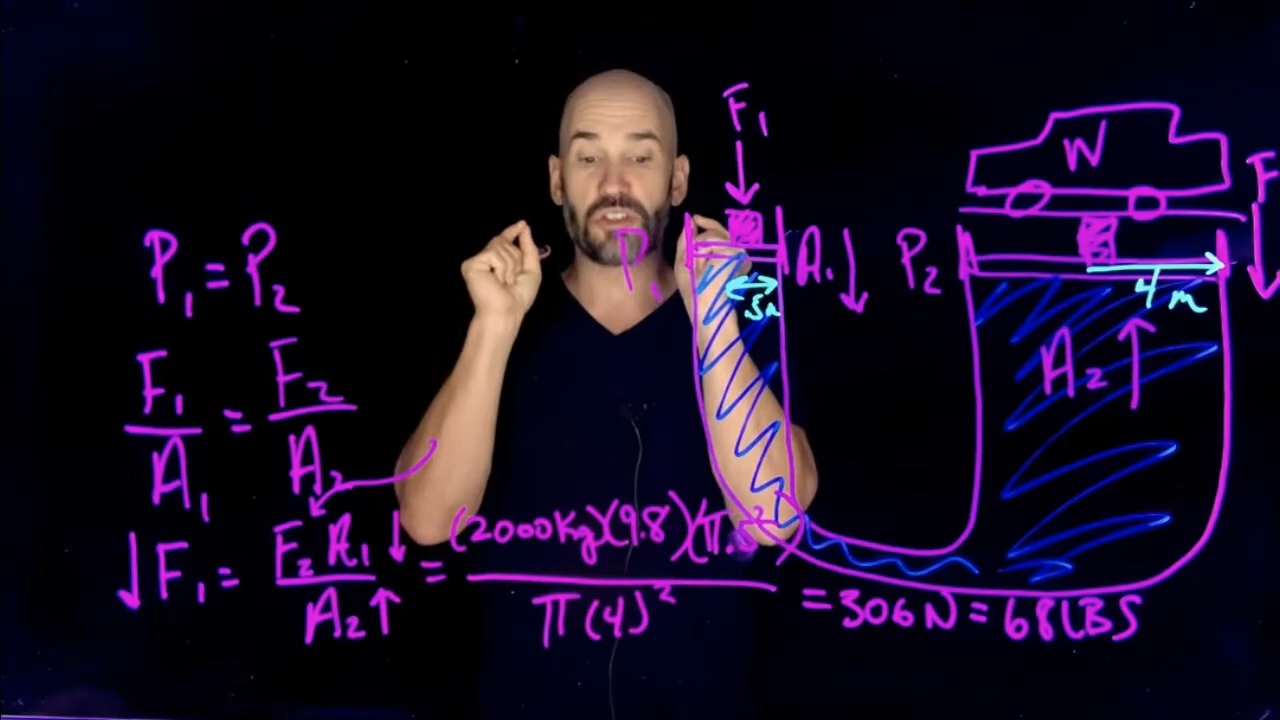 F₁
W
F
P₁
A₁↓
P₂
.5m
4m
A₂↑
P₁ = P₂
F₁/A₁ = F₂/A₂
↓F₁ = F₂A₁↓/A₂↑ = (2000kg)(9.8)(π.5²)/π(4)² = 306N = 68LBS